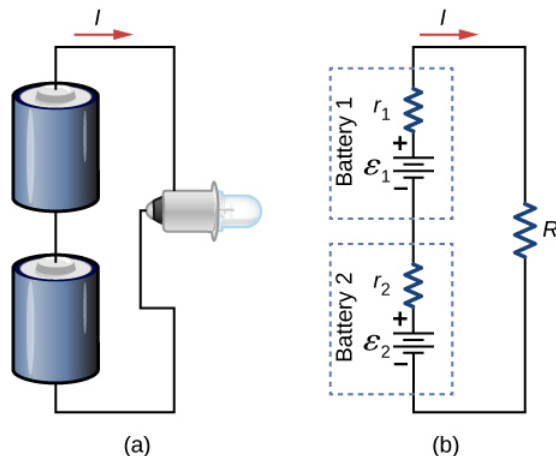 I
I
Battery 1
r₁
+
ε₁
−
R
Battery 2
r₂
+
ε₂
−
(a)
(b)